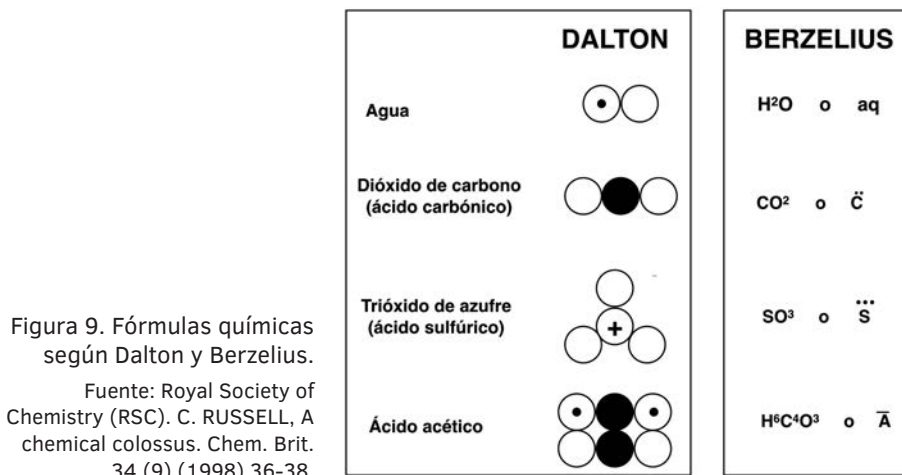 DALTON
Agua
Dióxido de carbono
(ácido carbónico)
Trióxido de azufre
(ácido sulfúrico)
+
Ácido acético
BERZELIUS
H²O o aq
CO² o C̈
SO³ o S⃛
H⁶C⁴O³ o A̅
Figura 9. Fórmulas químicas
según Dalton y Berzelius.
Fuente: Royal Society of
Chemistry (RSC). C. RUSSELL, A
chemical colossus. Chem. Brit.
34 (9) (1998) 36-38.